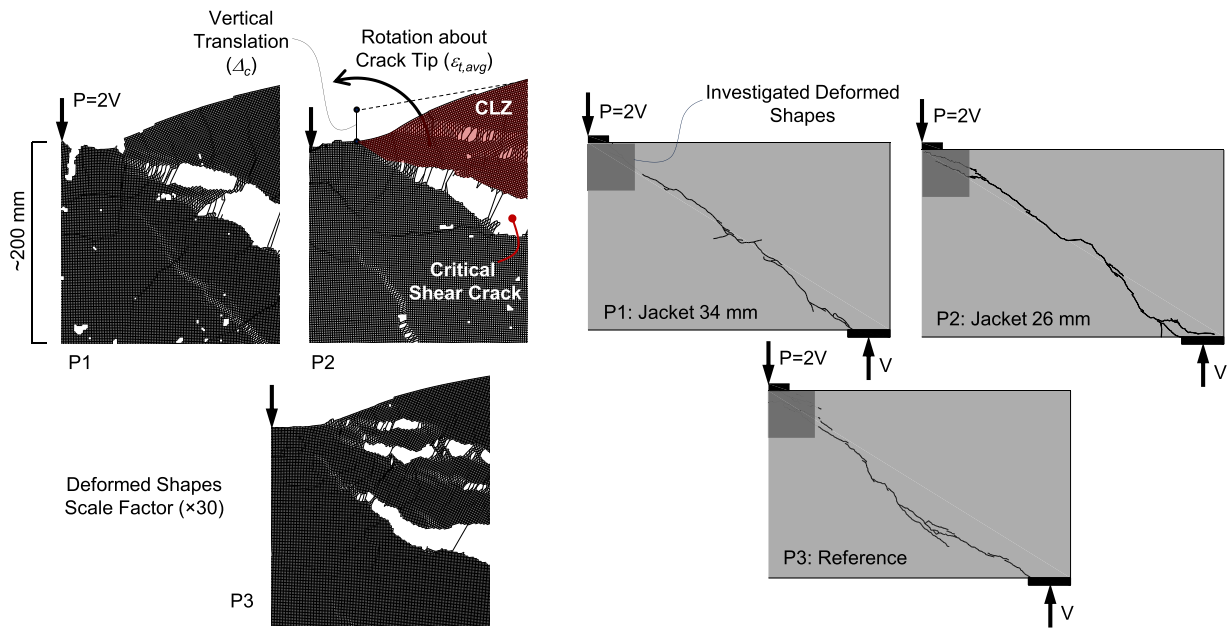 Vertical
Translation
(Δc)
Rotation about
Crack Tip (εt,avg)
P=2V
CLZ
~200 mm
Critical
Shear Crack
P1
P2
Deformed Shapes
Scale Factor (×30)
P3
Investigated Deformed
Shapes
P=2V
P=2V
P1: Jacket 34 mm
P2: Jacket 26 mm
V
V
P=2V
P3: Reference
V